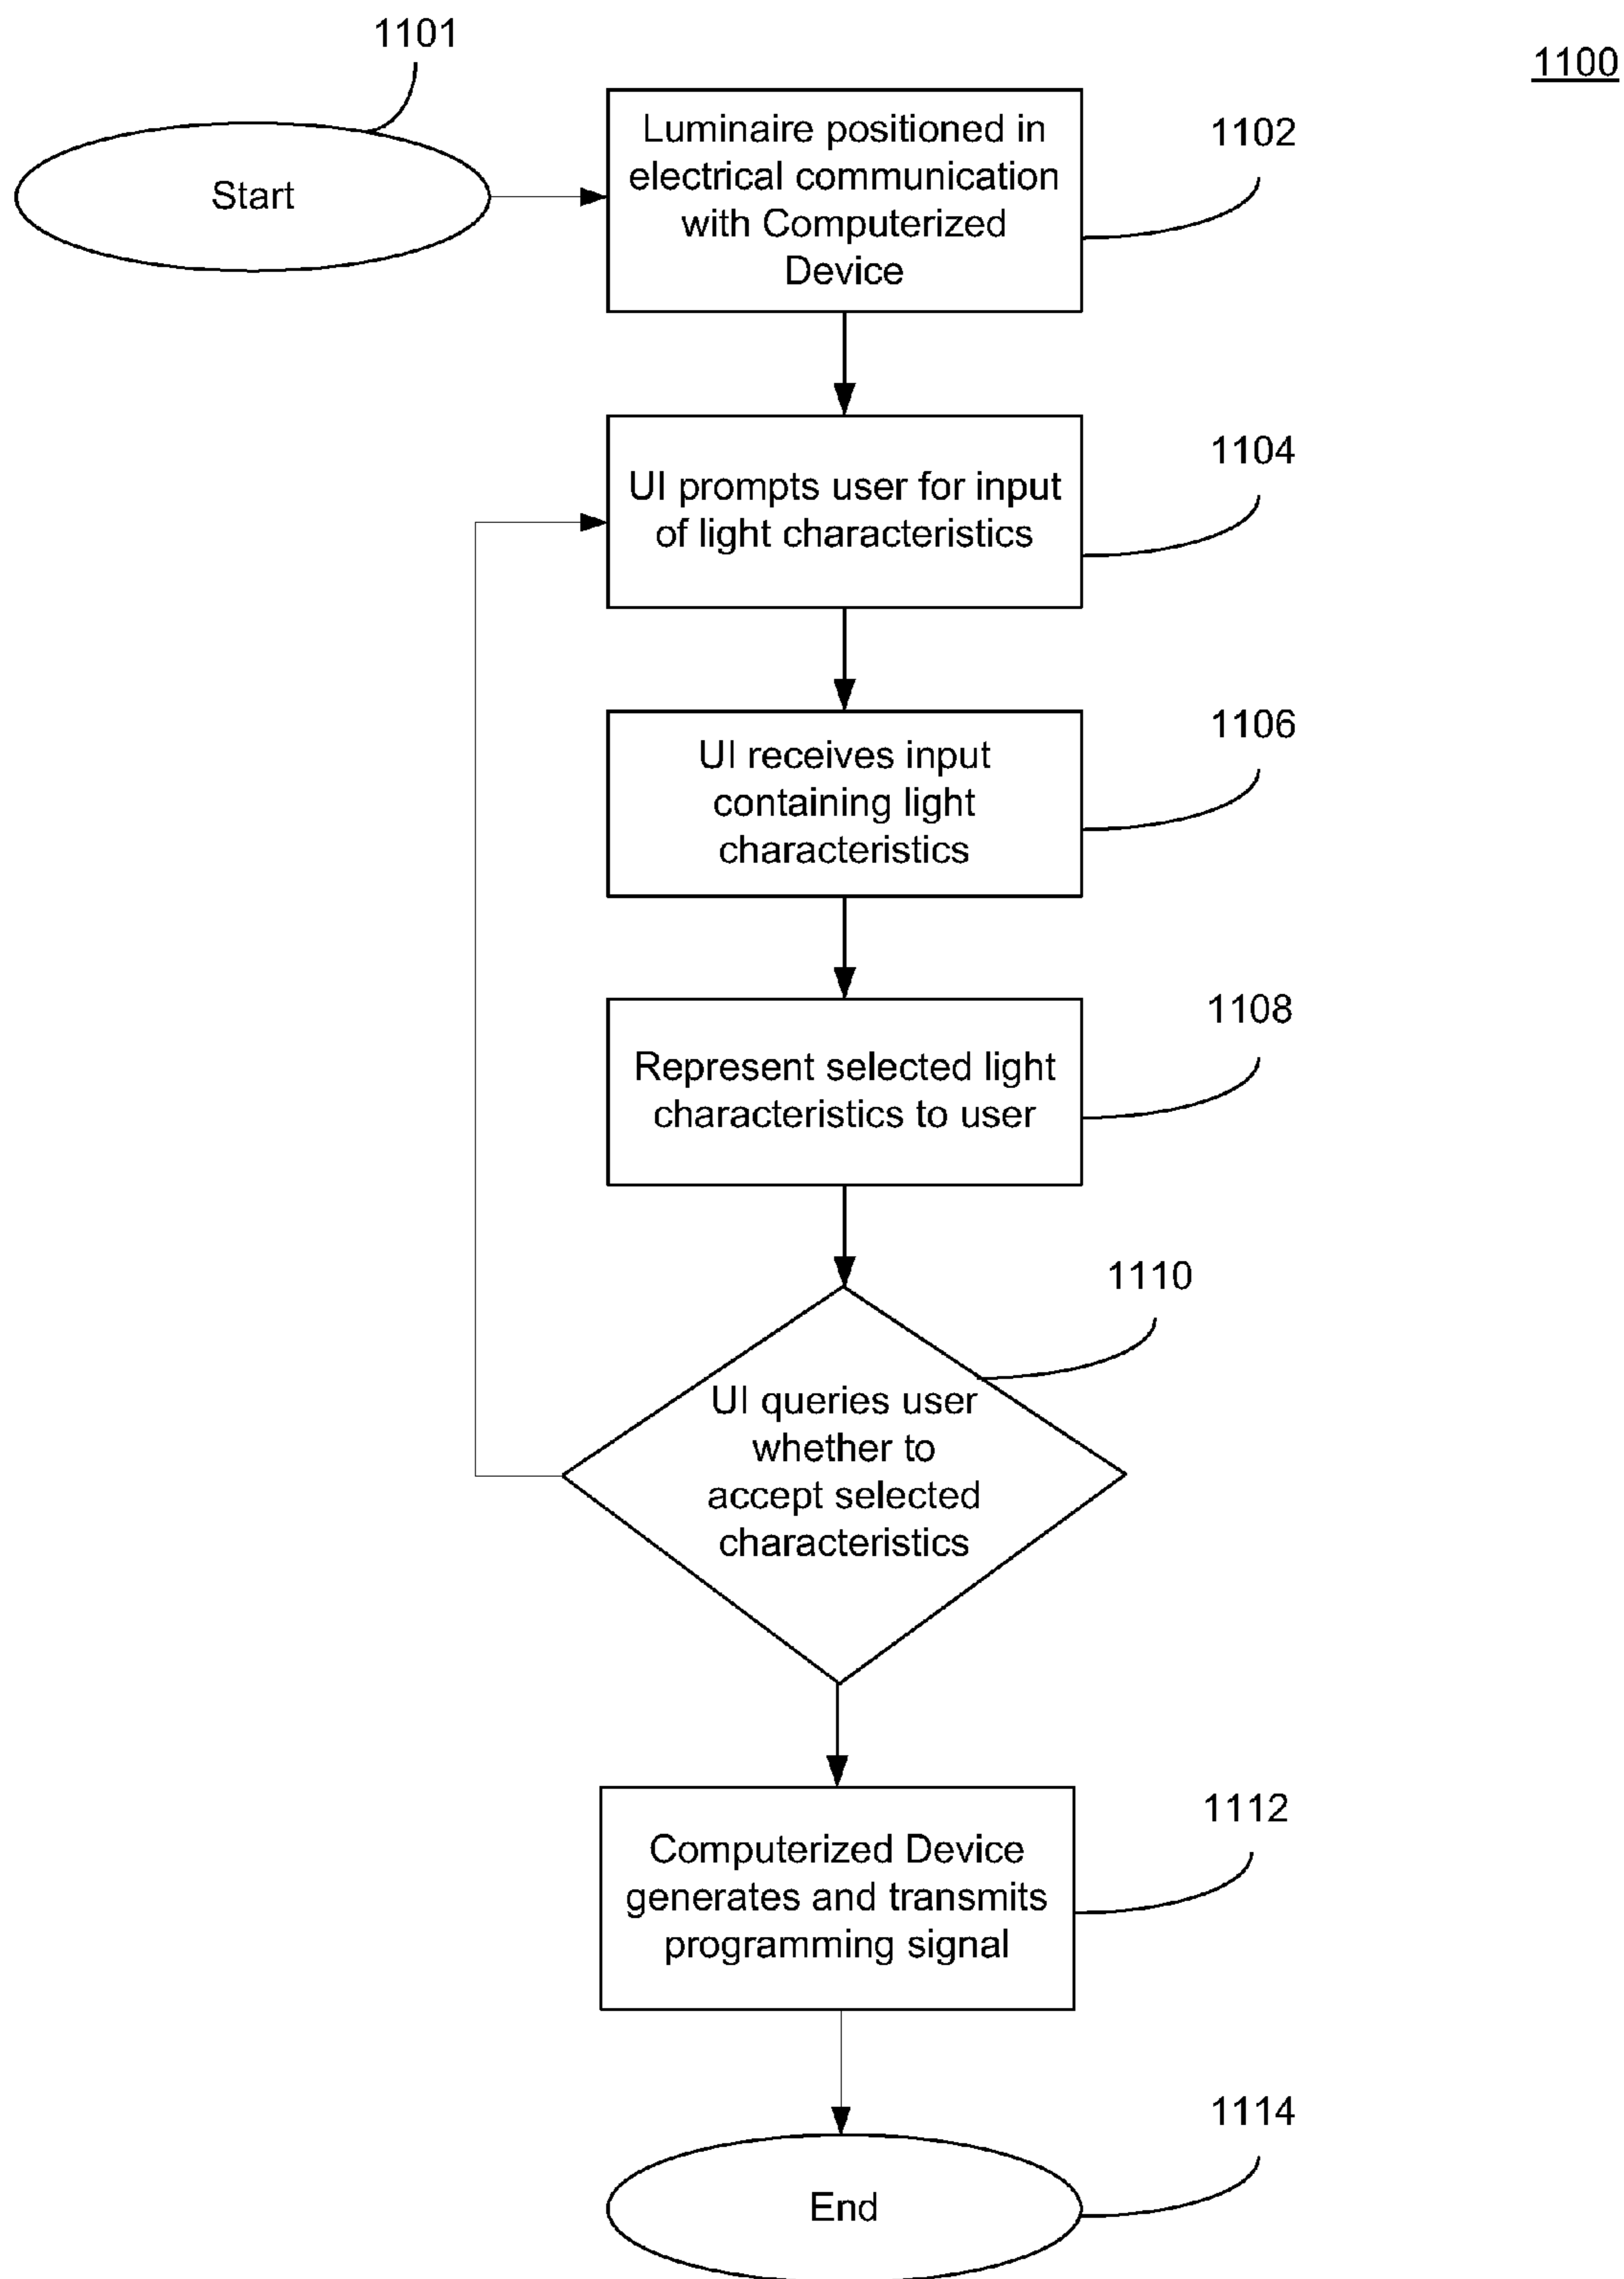 1101
1100
Start
Luminaire positioned in
electrical communication
with Computerized
Device
1102
UI prompts user for input
of light characteristics
1104
UI receives input
containing light
characteristics
1106
Represent selected light
characteristics to user
1108
UI queries user
whether to
accept selected
characteristics
1110
Computerized Device
generates and transmits
programming signal
1112
End
1114